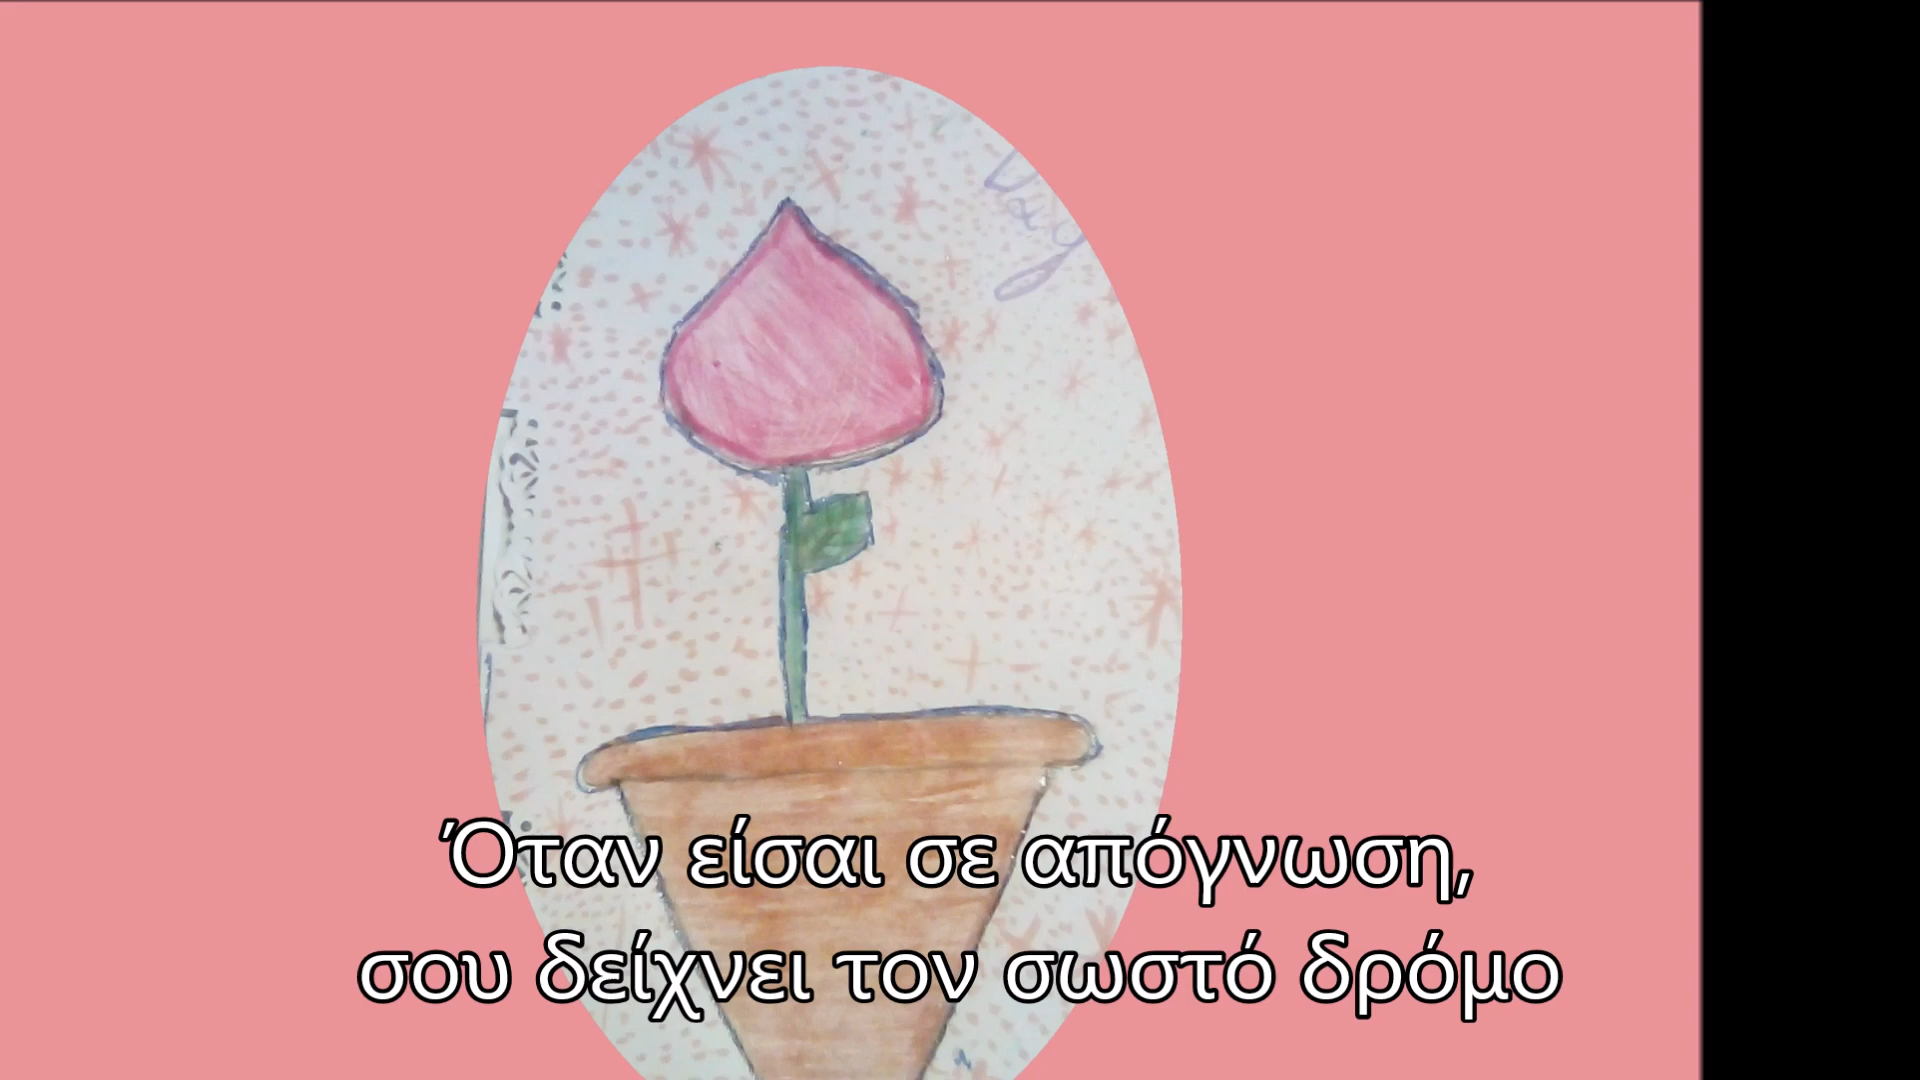 Όταν είσαι σε απόγνωση,
σου δείχνει τον σωστό δρόμο